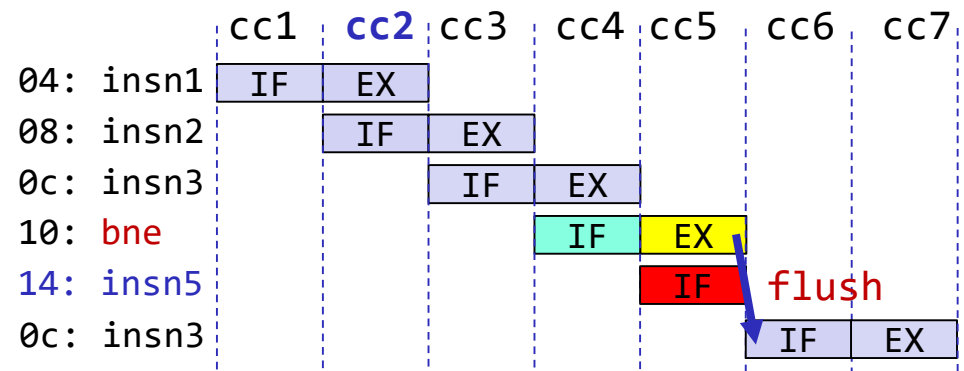 cc1 cc2 cc3 cc4 cc5 cc6 cc7
04: insn1 IF EX
08: insn2 IF EX
0c: insn3 IF EX
10: bne IF EX
14: insn5 IF flush
0c: insn3 IF EX